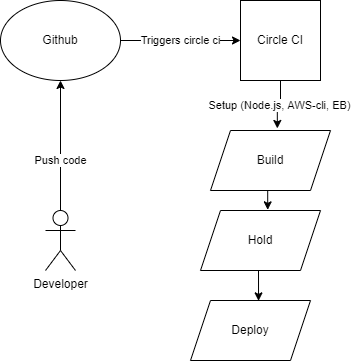 Github
Triggers circle ci
Circle CI
Setup (Node.js, AWS-cli, EB)
Build
Push code
Hold
Developer
Deploy